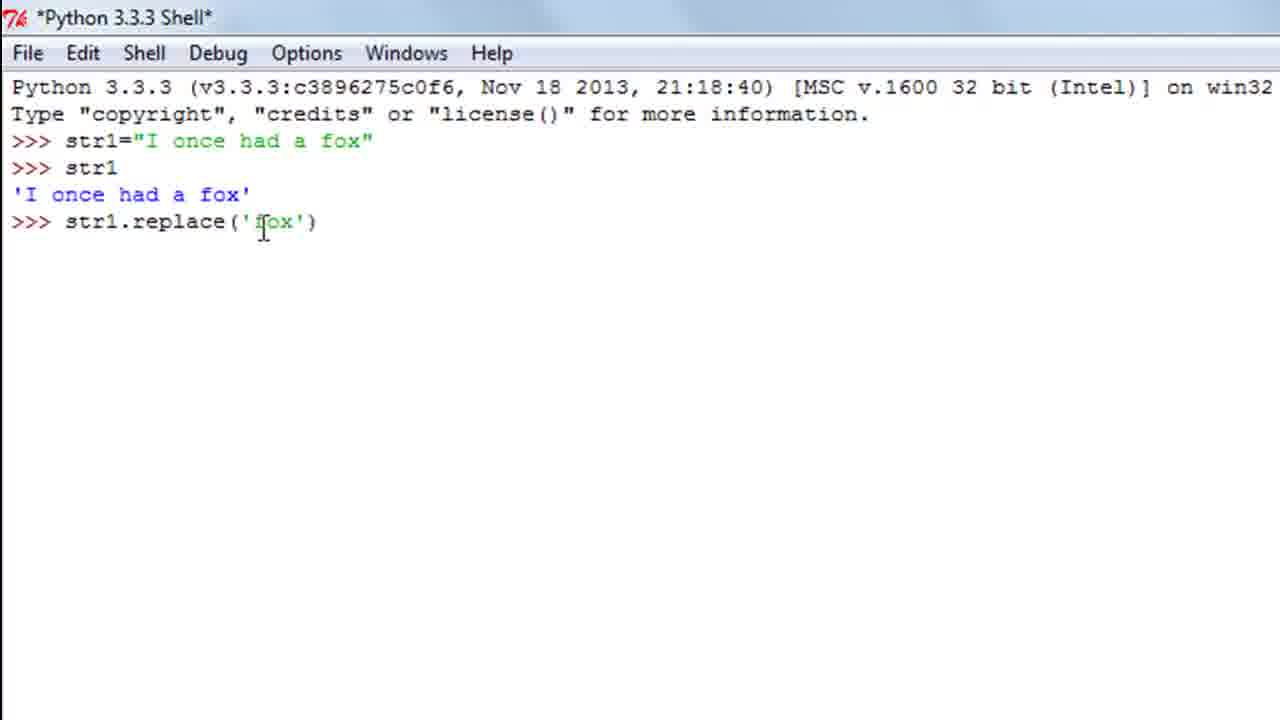 *Python 3.3.3 Shell*
File Edit Shell Debug Options Windows Help
Python 3.3.3 (v3.3.3:c3896275c0f6, Nov 18 2013, 21:18:40) [MSC v.1600 32 bit (Intel)] on win32
Type "copyright", "credits" or "license()" for more information.
>>> str1="I once had a fox"
>>> str1
'I once had a fox'
>>> str1.replace('fox')